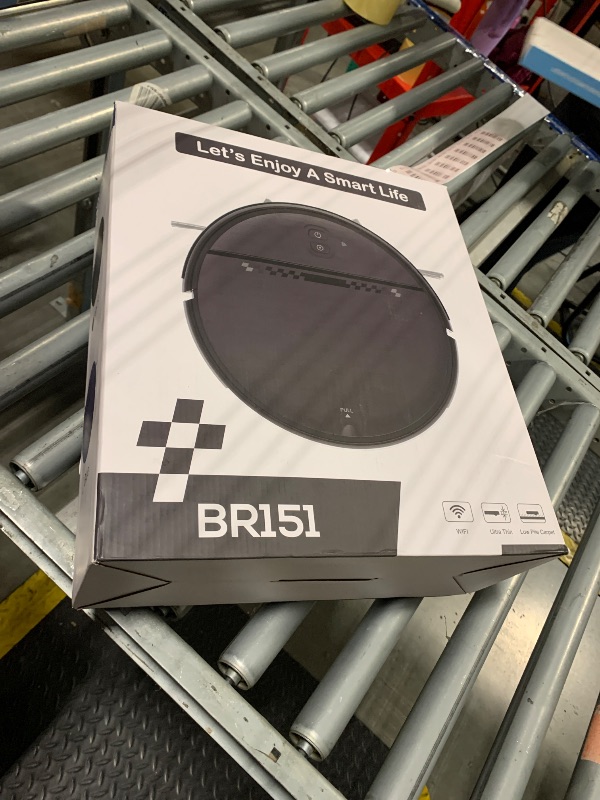 Let's Enjoy A Smart Life
FULL
BR151
WiFi
Ultra Thin
Low Pile Carpet